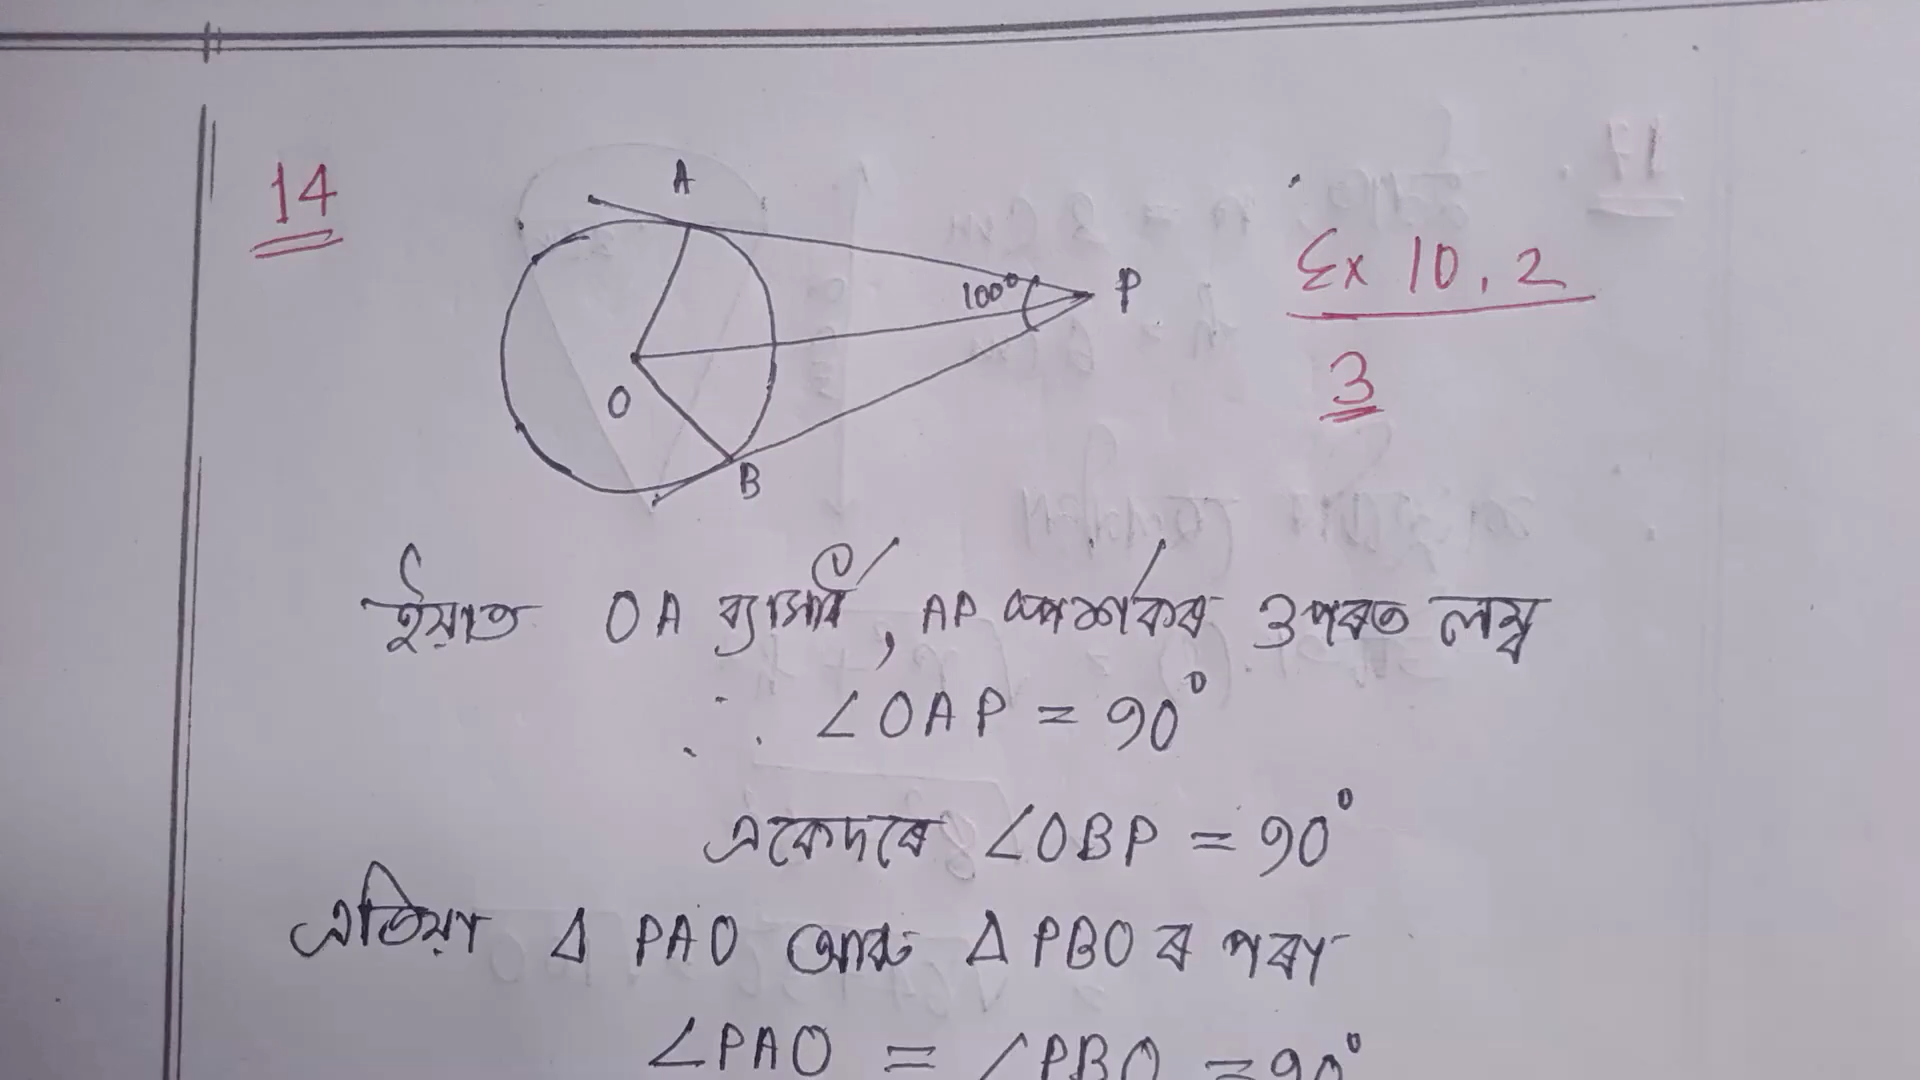 14
A
100°
P
O
B
Ex 10.2
3
ইয়াত OA ব্যাসাৰ্ধ, AP স্পৰ্শকৰ ওপৰত লম্ব
∴ ∠OAP = 90°
একেদৰে ∠OBP = 90°
এতিয়া Δ PAO আৰু Δ PBO ৰ পৰা
∠PAO = ∠PBO = 90°